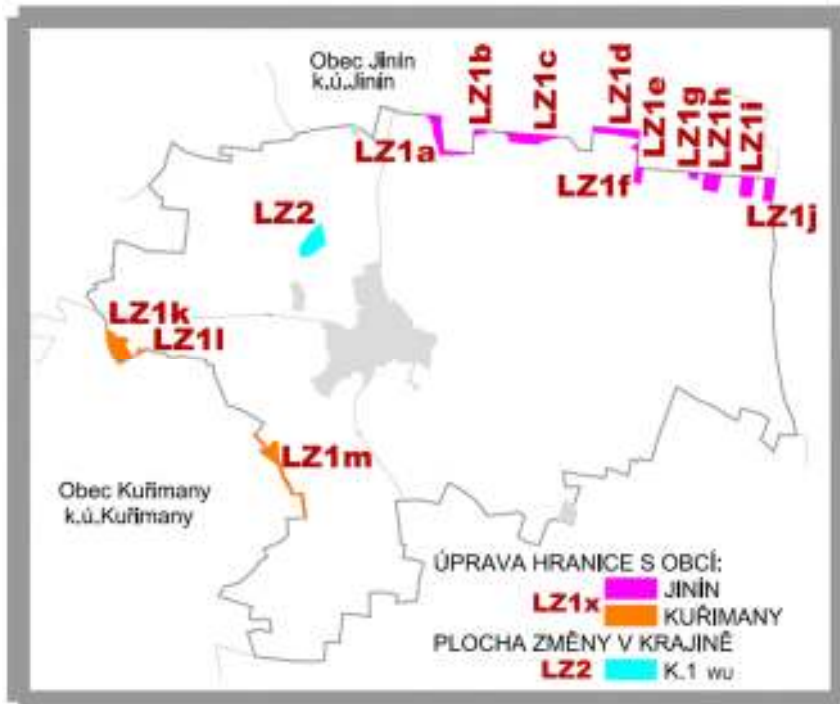 Obec Jinín
k.ú.Jinín
LZ1a
LZ1b
LZ1c
LZ1d
LZ1e
LZ1f
LZ1g
LZ1h
LZ1i
LZ1j
LZ2
LZ1k
LZ1l
LZ1m
Obec Kuřimany
k.ú.Kuřimany
ÚPRAVA HRANICE S OBCÍ:
LZ1x
JINÍN
KUŘIMANY
PLOCHA ZMĚNY V KRAJINĚ
LZ2 K.1 wu